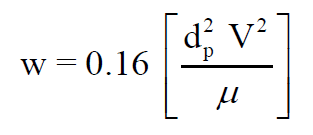 w = 0.16 [ d_p^2 V^2 / μ ]